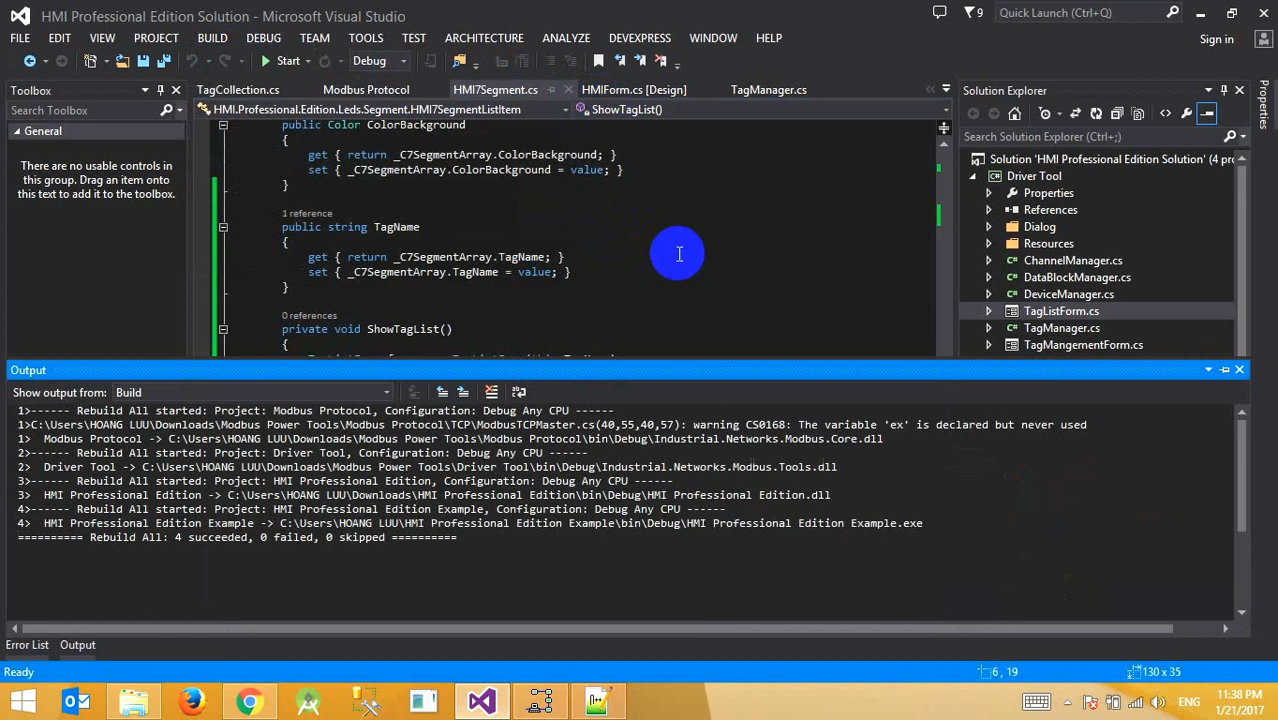 HMI Professional Edition Solution - Microsoft Visual Studio
9
Quick Launch (Ctrl+Q)
FILE EDIT VIEW PROJECT BUILD DEBUG TEAM TOOLS TEST ARCHITECTURE ANALYZE DEVEXPRESS WINDOW HELP
Sign in
Start
Debug
Toolbox
TagCollection.cs Modbus Protocol HMI7Segment.cs HMIForm.cs [Design] TagManager.cs
Solution Explorer
Properties
Search Toolbox
HMI.Professional.Edition.Leds.Segment.HMI7SegmentListItem
ShowTagList()
General
There are no usable controls in
this group. Drag an item onto
this text to add it to the toolbox.
public Color ColorBackground
{
get { return _C7SegmentArray.ColorBackground; }
set { _C7SegmentArray.ColorBackground = value; }
}
1 reference
public string TagName
{
get { return _C7SegmentArray.TagName; }
set { _C7SegmentArray.TagName = value; }
}
0 references
private void ShowTagList()
{
Search Solution Explorer (Ctrl+;)
Solution 'HMI Professional Edition Solution' (4 pr
Driver Tool
Properties
References
Dialog
Resources
ChannelManager.cs
DataBlockManager.cs
DeviceManager.cs
TagListForm.cs
TagManager.cs
TagMangementForm.cs
Output
Show output from: Build
1>------ Rebuild All started: Project: Modbus Protocol, Configuration: Debug Any CPU ------
1>C:\Users\HOANG LUU\Downloads\Modbus Power Tools\Modbus Protocol\TCP\ModbusTCPMaster.cs(40,55,40,57): warning CS0168: The variable 'ex' is declared but never used
1>  Modbus Protocol -> C:\Users\HOANG LUU\Downloads\Modbus Power Tools\Modbus Protocol\bin\Debug\Industrial.Networks.Modbus.Core.dll
2>------ Rebuild All started: Project: Driver Tool, Configuration: Debug Any CPU ------
2>  Driver Tool -> C:\Users\HOANG LUU\Downloads\Modbus Power Tools\Driver Tool\bin\Debug\Industrial.Networks.Modbus.Tools.dll
3>------ Rebuild All started: Project: HMI Professional Edition, Configuration: Debug Any CPU ------
3>  HMI Professional Edition -> C:\Users\HOANG LUU\Downloads\HMI Professional Edition\bin\Debug\HMI Professional Edition.dll
4>------ Rebuild All started: Project: HMI Professional Edition Example, Configuration: Debug Any CPU ------
4>  HMI Professional Edition Example -> C:\Users\HOANG LUU\HMI Professional Edition Example\bin\Debug\HMI Professional Edition Example.exe
========== Rebuild All: 4 succeeded, 0 failed, 0 skipped ==========
Error List Output
Ready
6 , 19
130 x 35
ENG
11:38 PM
1/21/2017